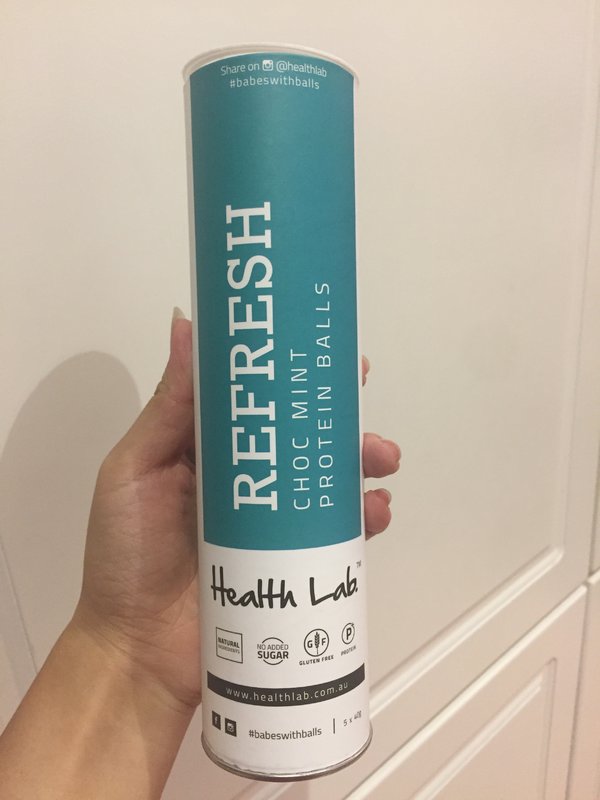 Share on @healthlab
#babeswithballs
REFRESH
CHOC MINT
PROTEIN BALLS
Health Lab.™
NATURAL
INGREDIENTS
NO ADDED
SUGAR
G F
GLUTEN FREE
P
PROTEIN
www.healthlab.com.au
f
#babeswithballs | 5 x 40g